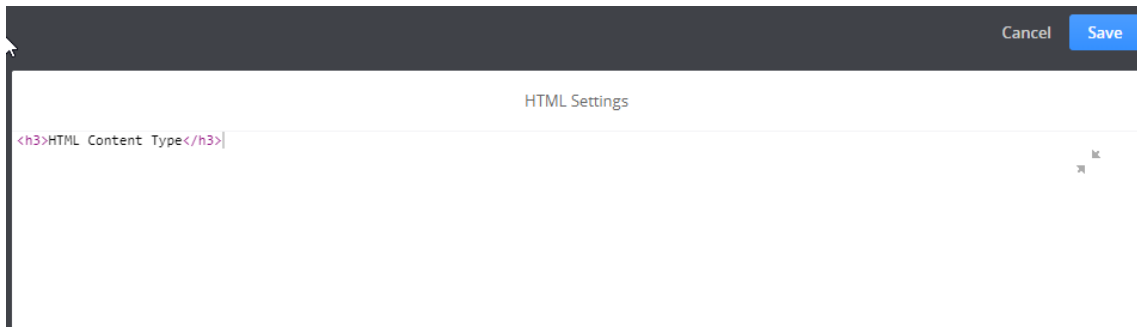 Cancel Save
HTML Settings
<h3>HTML Content Type</h3>